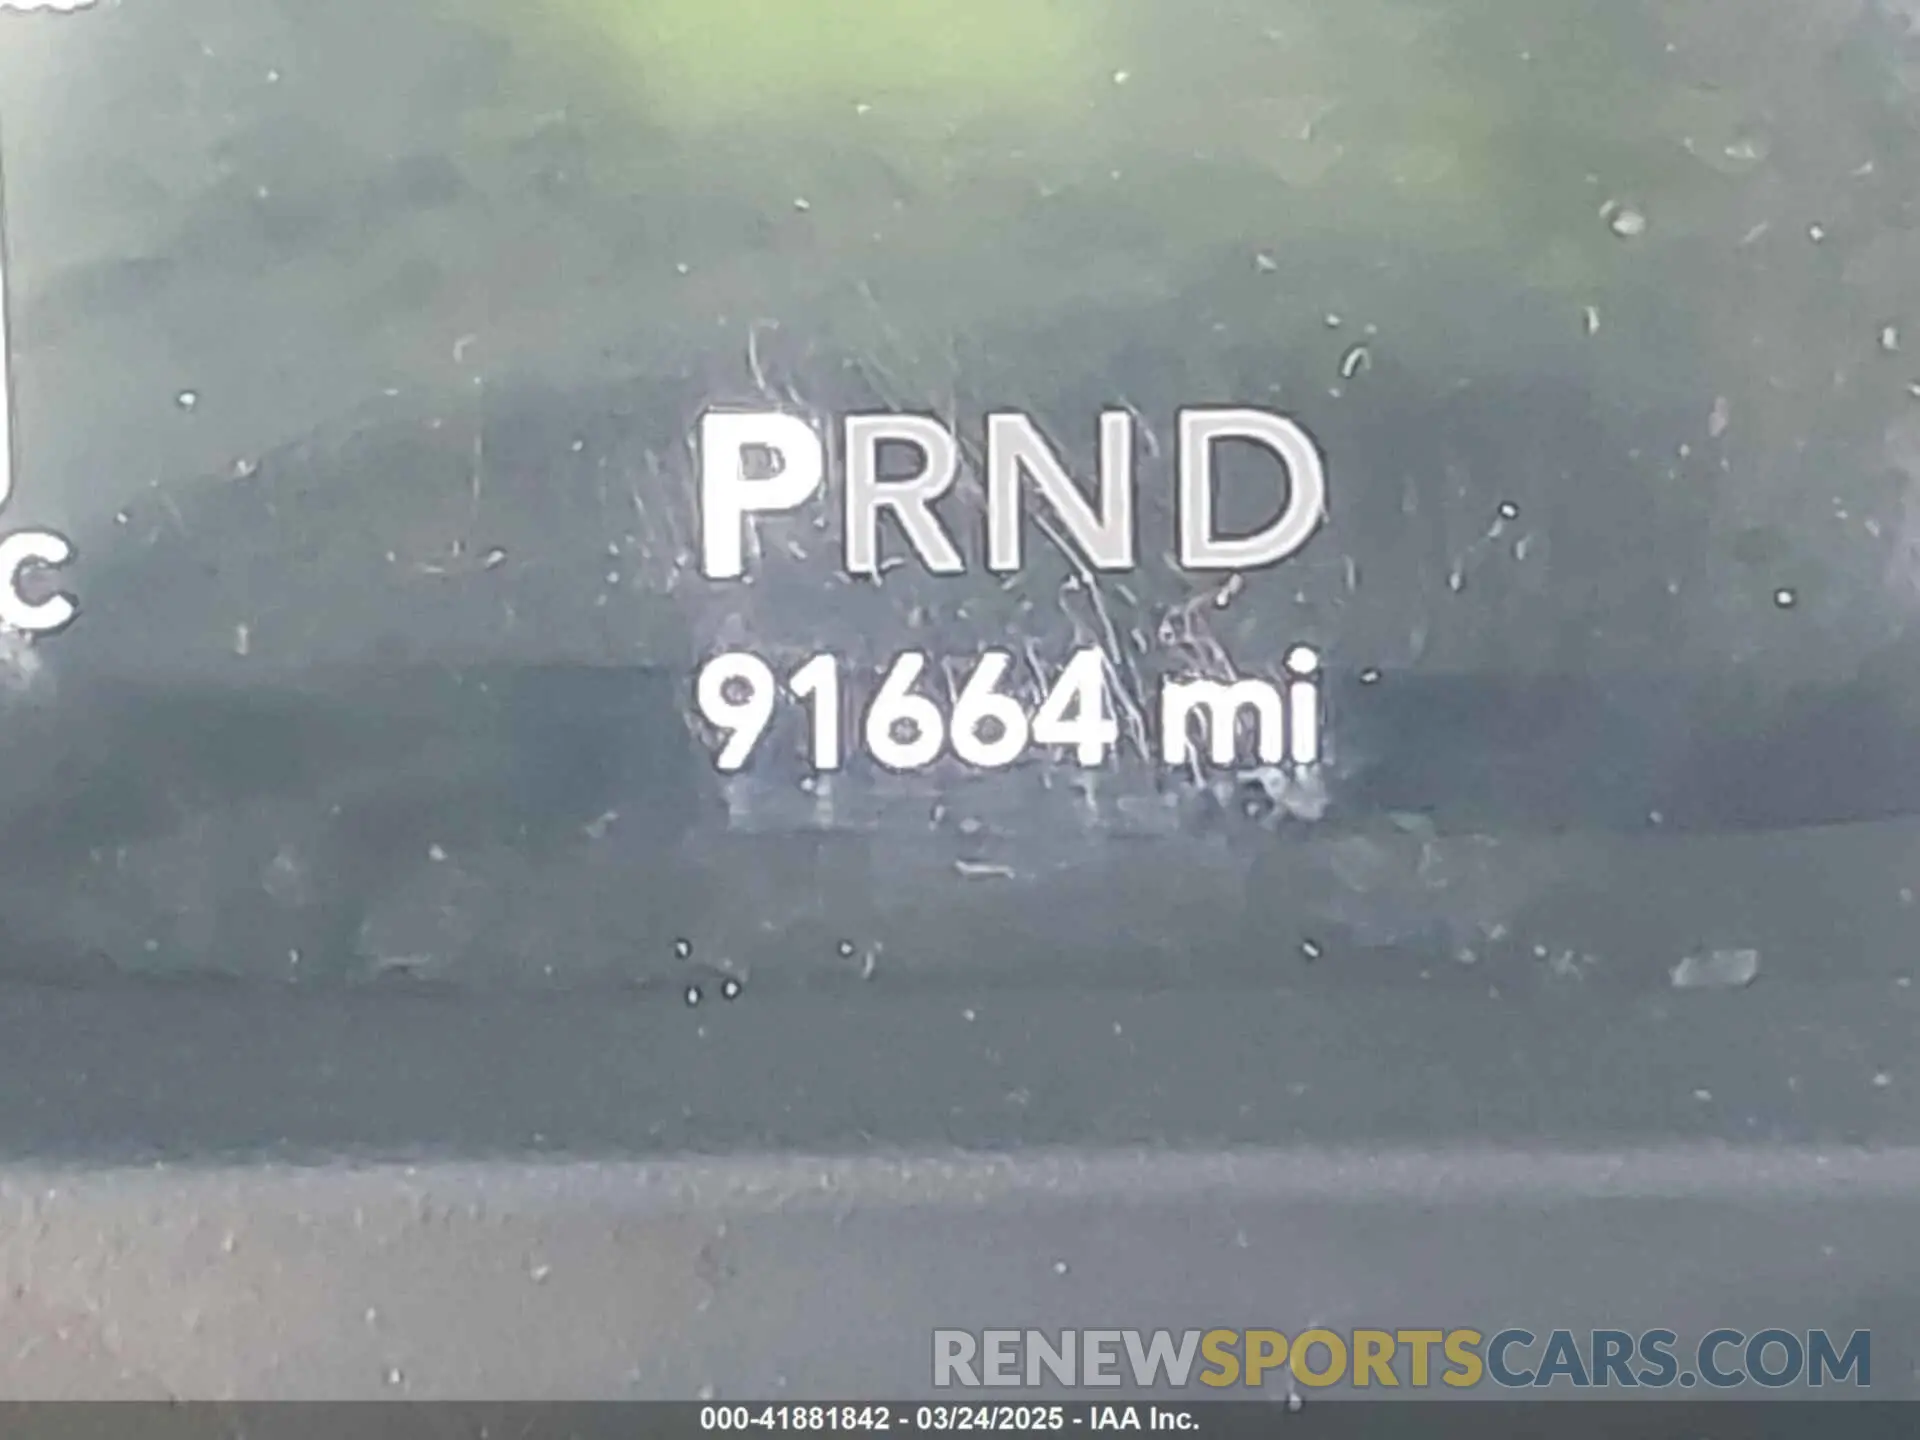 PRND
C
91664 mi
RENEWSPORTSCARS.COM
000-41881842 - 03/24/2025 - IAA Inc.